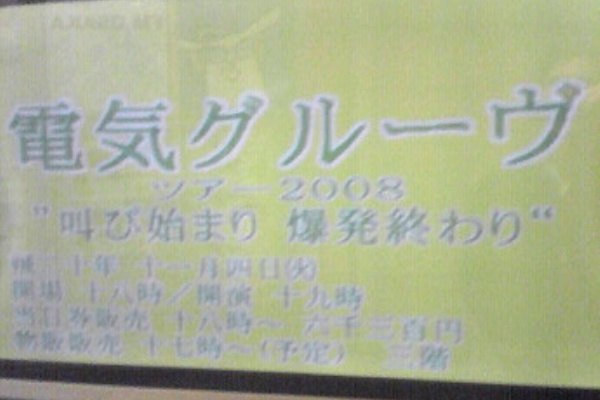 電気グルーヴ
ツアー2008
"叫び始まり 爆発終わり“
二十年 十一月四日㈫
開場 十八時／開演 十九時
当日券販売 十八時〜 六千三百円
物販販売 十七時〜(予定) 三階